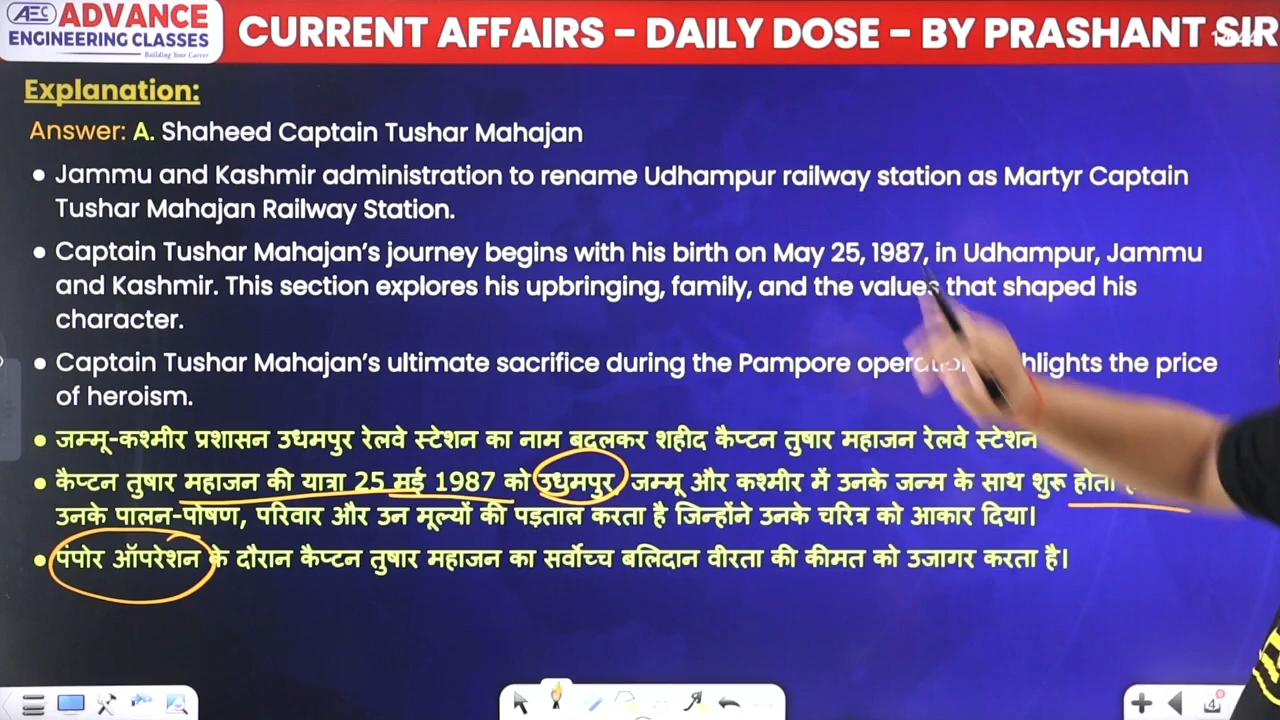 AEC ADVANCE
ENGINEERING CLASSES
Building Your Career
CURRENT AFFAIRS - DAILY DOSE - BY PRASHANT SIR
Explanation:
Answer: A. Shaheed Captain Tushar Mahajan
• Jammu and Kashmir administration to rename Udhampur railway station as Martyr Captain
Tushar Mahajan Railway Station.
• Captain Tushar Mahajan's journey begins with his birth on May 25, 1987, in Udhampur, Jammu
and Kashmir. This section explores his upbringing, family, and the values that shaped his
character.
• Captain Tushar Mahajan's ultimate sacrifice during the Pampore the price
of heroism.
• जम्मू-कश्मीर प्रशासन उधमपुर रेलवे स्टेशन का नाम बदलकर शहीद कैप्टन तुषार महाजन रेलवे स्टेशन
• कैप्टन तुषार महाजन की यात्रा 25 मई 1987 को उधमपुर, जम्मू और कश्मीर में उनके जन्म के साथ शुरू होता
उनके पालन-पोषण, परिवार और उन मूल्यों की पड़ताल करता है जिन्होंने उनके चरित्र को आकार दिया।
• पंपोर ऑपरेशन के दौरान कैप्टन तुषार महाजन का सर्वोच्च बलिदान वीरता की कीमत को उजागर करता है।
4